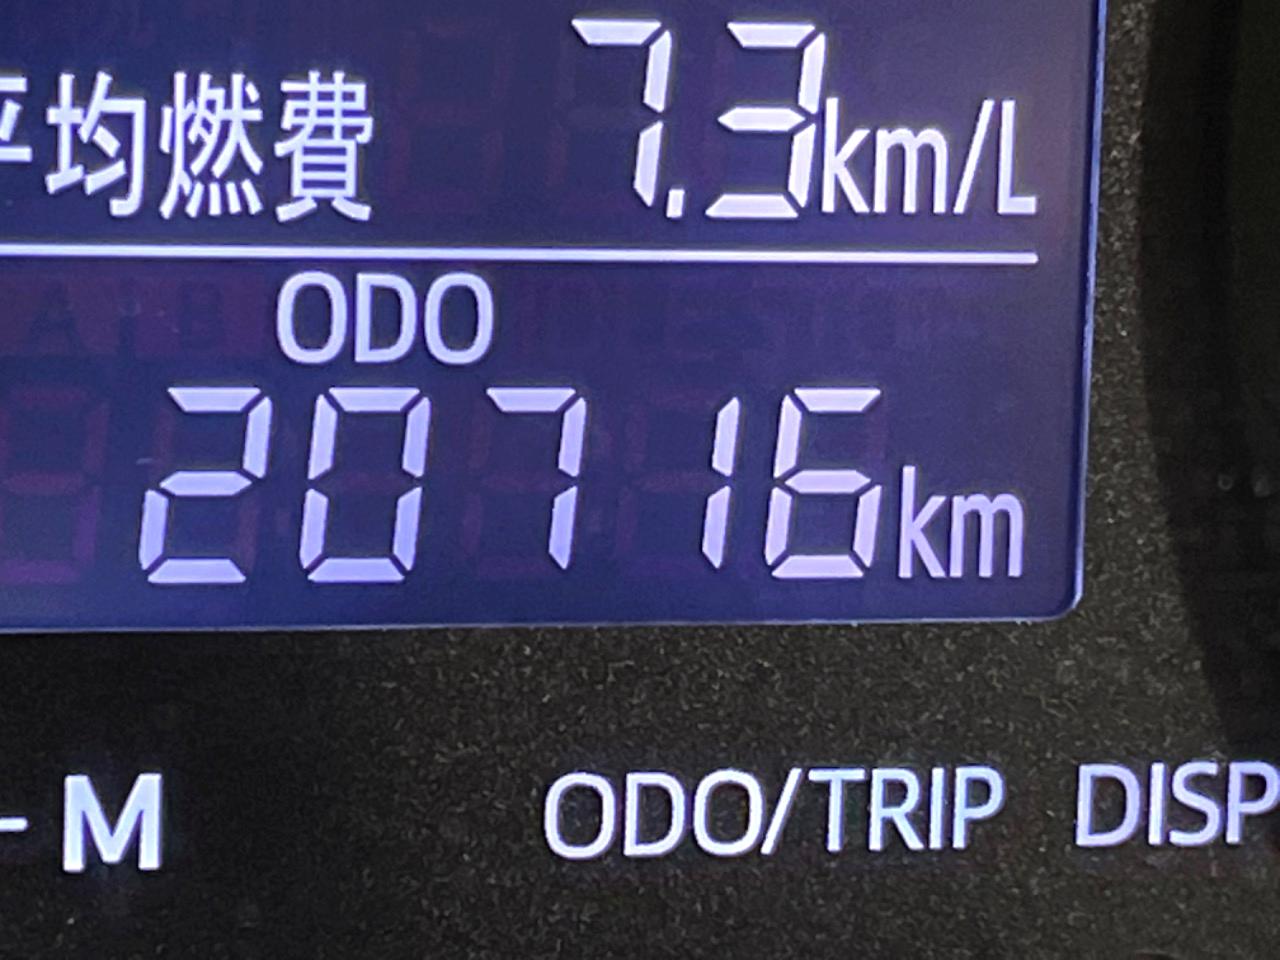 平均燃費 7.3km/L
ODO
20716km
- M ODO/TRIP DISP